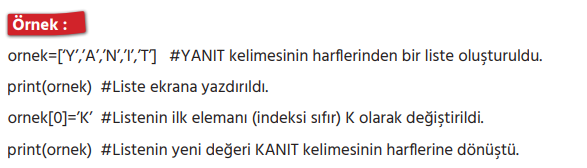 Örnek :
ornek=['Y','A','N','I','T']   #YANIT kelimesinin harflerinden bir liste oluşturuldu.
print(ornek)  #Liste ekrana yazdırıldı.
ornek[0]='K'  #Listenin ilk elemanı (indeksi sıfır) K olarak değiştirildi.
print(ornek)  #Listenin yeni değeri KANIT kelimesinin harflerine dönüştü.